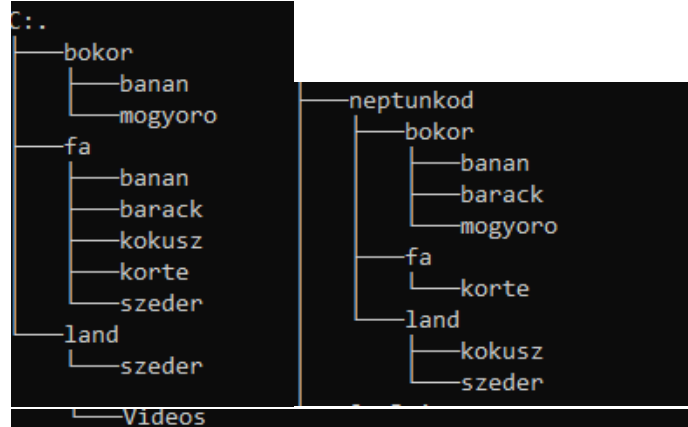 C:.
├───bokor
│   ├───banan
│   └───mogyoro
├───fa
│   ├───banan
│   ├───barack
│   ├───kokusz
│   ├───korte
│   └───szeder
└───land
    └───szeder
├───neptunkod
│   ├───bokor
│   │   ├───banan
│   │   ├───barack
│   │   └───mogyoro
│   ├───fa
│   │   └───korte
│   └───land
│       ├───kokusz
│       └───szeder
└───Videos